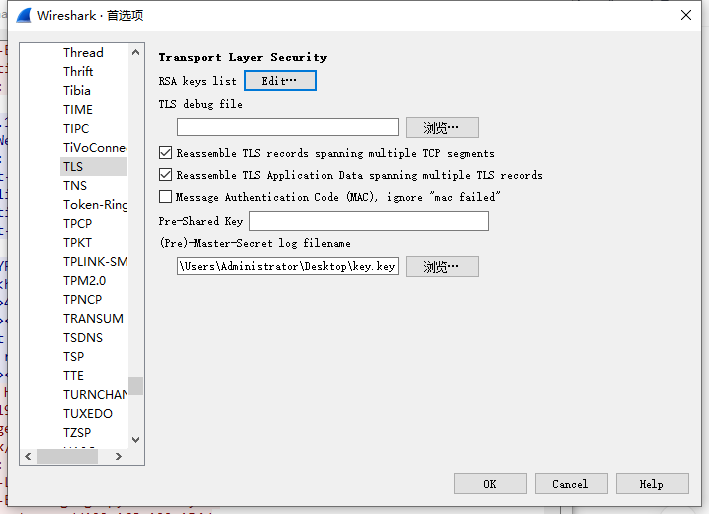 Wireshark · 首选项
Thread
Thrift
Tibia
TIME
TIPC
TiVoConnec
TLS
TNS
Token-Ring
TPCP
TPKT
TPLINK-SM
TPM2.0
TPNCP
TRANSUM
TSDNS
TSP
TTE
TURNCHAN
TUXEDO
TZSP
Transport Layer Security
RSA keys list
Edit…
TLS debug file
浏览…
Reassemble TLS records spanning multiple TCP segments
Reassemble TLS Application Data spanning multiple TLS records
Message Authentication Code (MAC), ignore "mac failed"
Pre-Shared Key
(Pre)-Master-Secret log filename
\Users\Administrator\Desktop\key.key
浏览…
OK
Cancel
Help